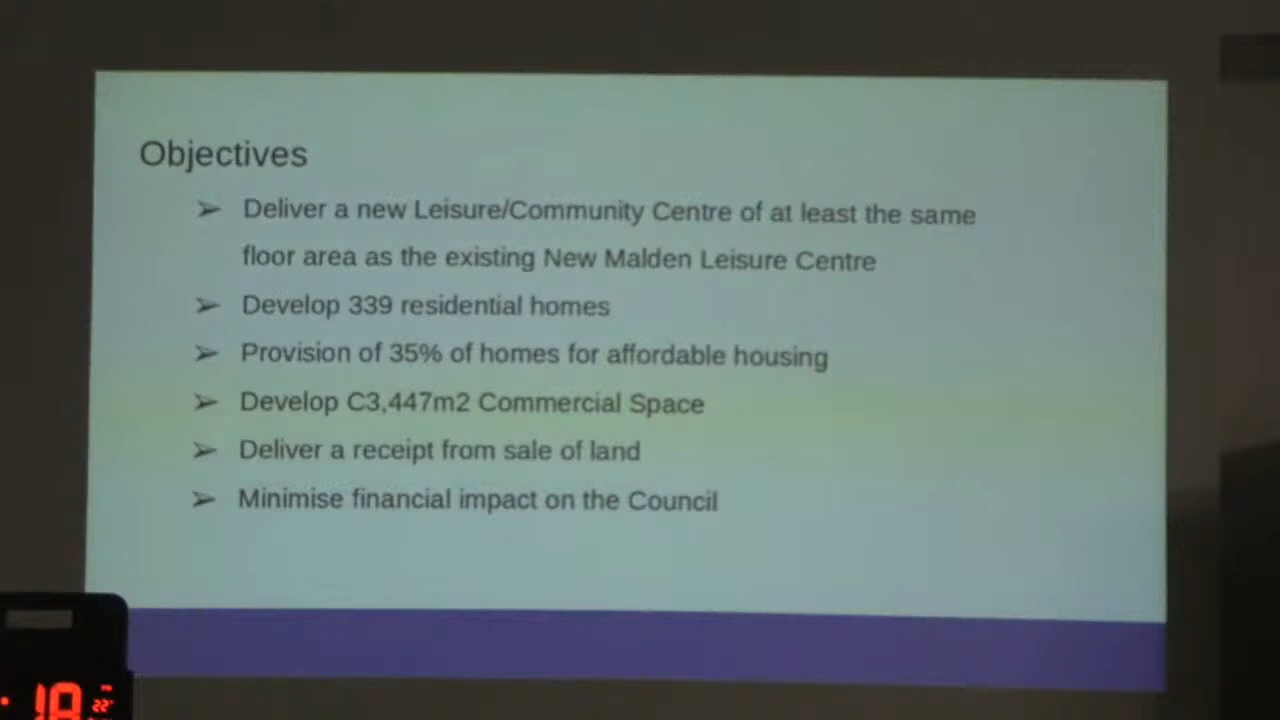 Objectives
➢ Deliver a new Leisure/Community Centre of at least the same
floor area as the existing New Malden Leisure Centre
➢ Develop 339 residential homes
➢ Provision of 35% of homes for affordable housing
➢ Develop C3,447m2 Commercial Space
➢ Deliver a receipt from sale of land
➢ Minimise financial impact on the Council